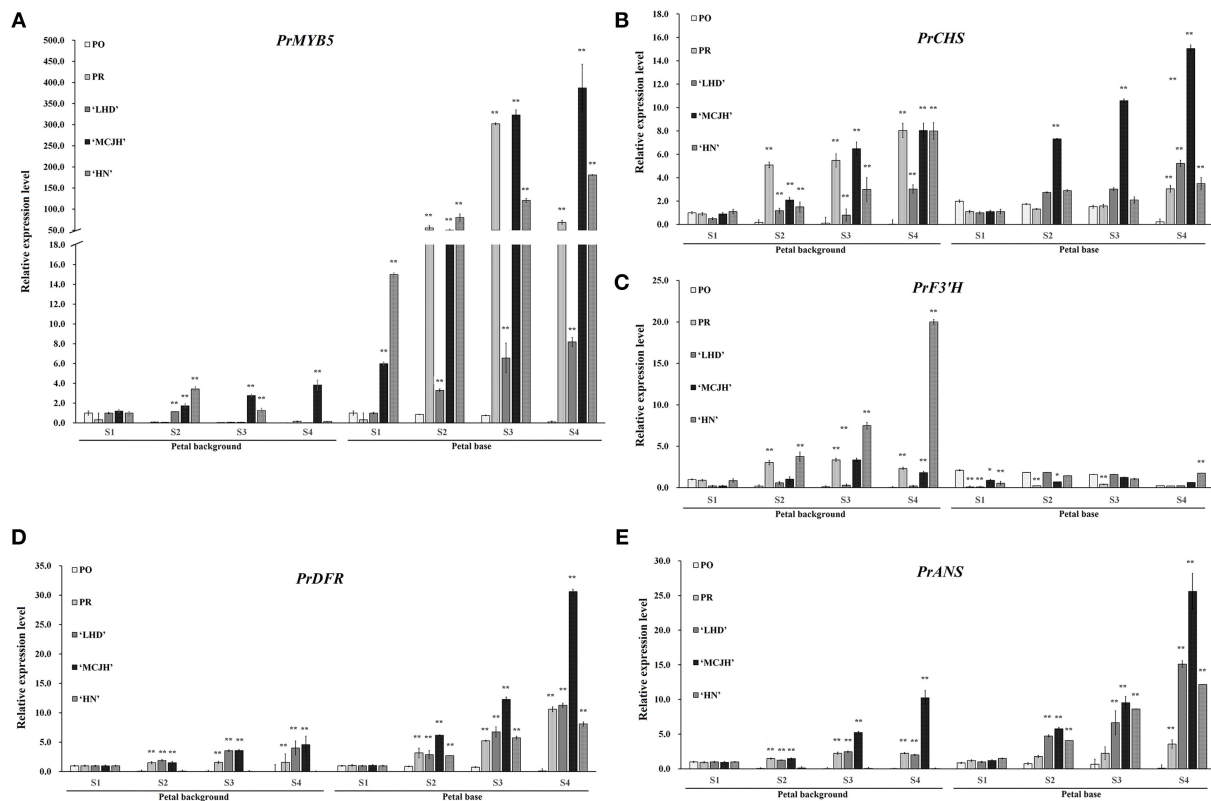 A
PrMYB5
Relative expression level
Relative expression level
500.0
450.0
400.0
350.0
300.0
250.0
200.0
150.0
100.0
50.0
18.0
16.0
14.0
12.0
10.0
8.0
6.0
4.0
2.0
0.0
PO
PR
‘LHD’
‘MCJH’
‘HN’
** ** ** ** ** ** ** ** ** ** ** ** ** ** ** ** ** ** **
S1 S2 S3 S4 S1 S2 S3 S4
Petal background Petal base
B
PrCHS
Relative expression level
18.0
16.0
14.0
12.0
10.0
8.0
6.0
4.0
2.0
0.0
PO
PR
‘LHD’
‘MCJH’
‘HN’
** ** ** ** ** ** ** ** ** ** ** ** ** ** ** ** ** ** **
S1 S2 S3 S4 S1 S2 S3 S4
Petal background Petal base
C
PrF3'H
Relative expression level
25.0
20.0
15.0
10.0
5.0
0.0
PO
PR
‘LHD’
‘MCJH’
‘HN’
** ** ** ** ** ** ** ** ** ** * ** ** * ** **
S1 S2 S3 S4 S1 S2 S3 S4
Petal background Petal base
D
PrDFR
Relative expression level
35.0
30.0
25.0
20.0
15.0
10.0
5.0
0.0
PO
PR
‘LHD’
‘MCJH’
‘HN’
** ** ** ** ** ** ** ** ** ** ** ** ** ** ** ** ** ** ** ** **
S1 S2 S3 S4 S1 S2 S3 S4
Petal background Petal base
E
PrANS
Relative expression level
30.0
25.0
20.0
15.0
10.0
5.0
0.0
PO
PR
‘LHD’
‘MCJH’
‘HN’
** ** ** ** ** ** ** ** ** ** ** ** ** ** ** ** ** ** **
S1 S2 S3 S4 S1 S2 S3 S4
Petal background Petal base